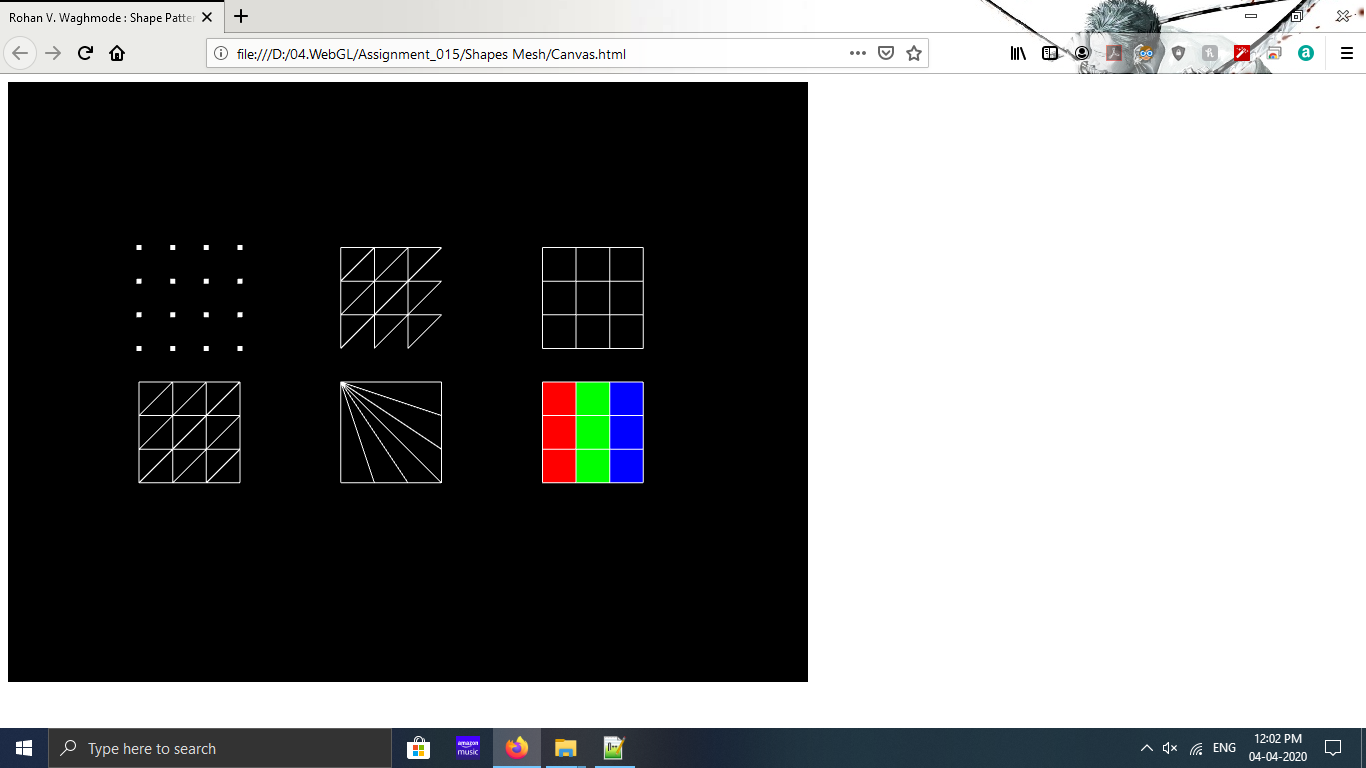 Rohan V. Waghmode : Shape Patte
file:///D:/04.WebGL/Assignment_015/Shapes Mesh/Canvas.html
Type here to search
amazon
music
ENG
12:02 PM
04-04-2020